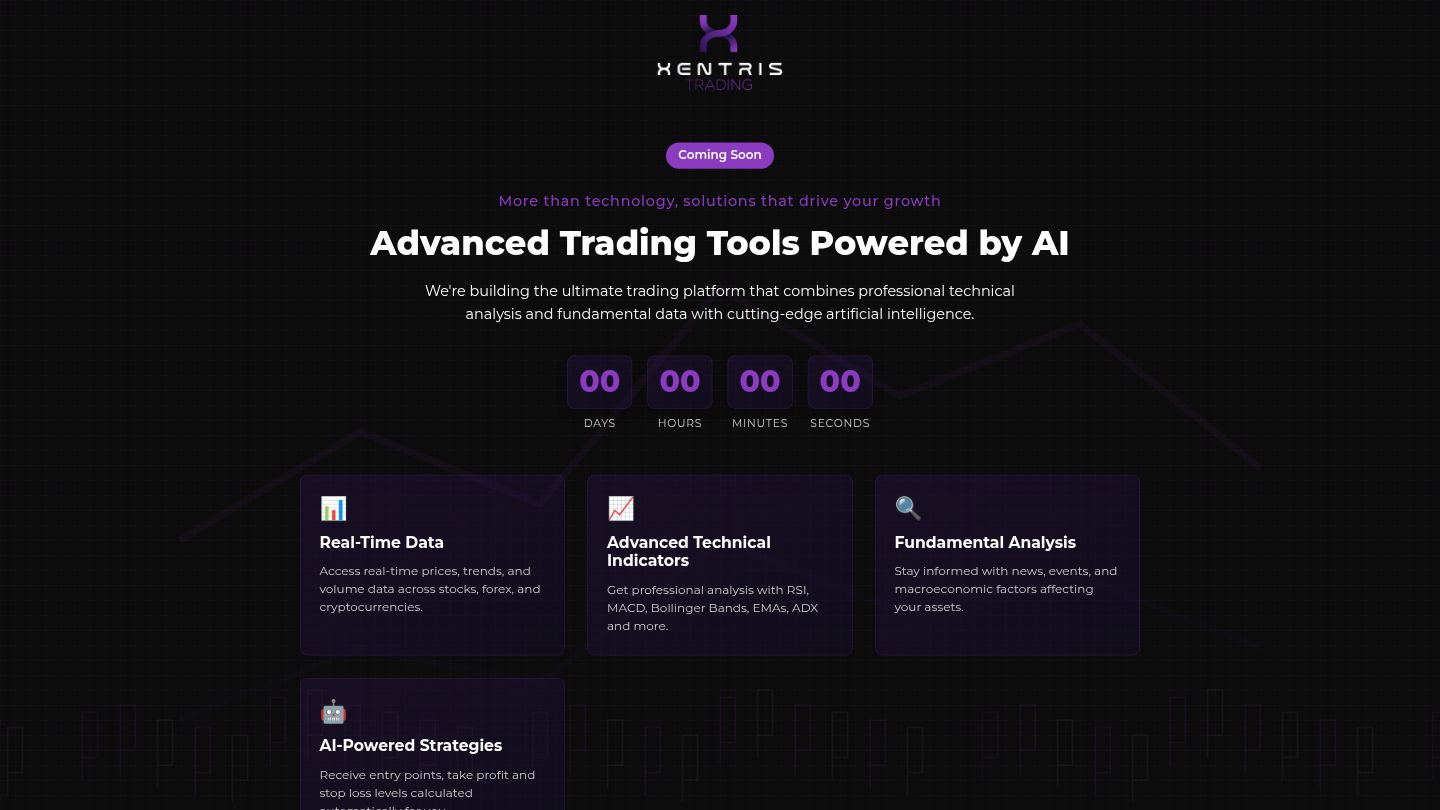 XENTRIS
TRADING
Coming Soon
More than technology, solutions that drive your growth
Advanced Trading Tools Powered by AI
We're building the ultimate trading platform that combines professional technical
analysis and fundamental data with cutting-edge artificial intelligence.
00 00 00 00
DAYS HOURS MINUTES SECONDS
Real-Time Data
Access real-time prices, trends, and
volume data across stocks, forex, and
cryptocurrencies.
Advanced Technical
Indicators
Get professional analysis with RSI,
MACD, Bollinger Bands, EMAs, ADX
and more.
Fundamental Analysis
Stay informed with news, events, and
macroeconomic factors affecting
your assets.
AI-Powered Strategies
Receive entry points, take profit and
stop loss levels calculated
automatically for you.